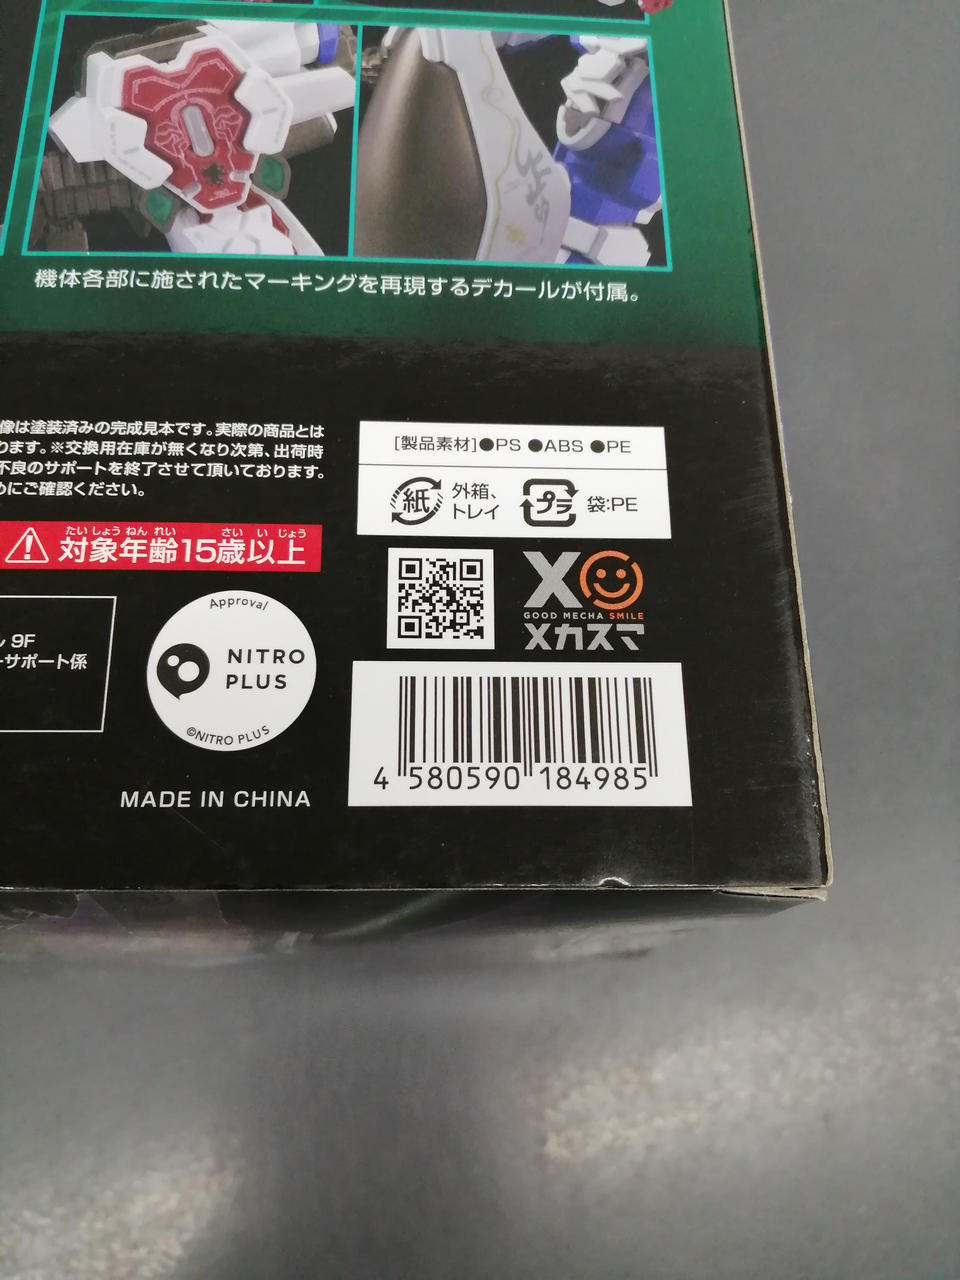 機体各部に施されたマーキングを再現するデカールが付属。
像は塗装済みの完成見本です。実際の商品とは
ります。※交換用在庫が無くなり次第、出荷時
不良のサポートを終了させて頂いております。
めにご確認ください。
たいしょうねんれい さいいじょう
対象年齢15歳以上
[製品素材]●PS ●ABS ●PE
紙 外箱、
トレイ
プラ 袋:PE
GOOD MECHA SMILE
メカスマ
9F
ーサポート係
Approval
NITRO
PLUS
©NITRO PLUS
MADE IN CHINA
4 580590 184985